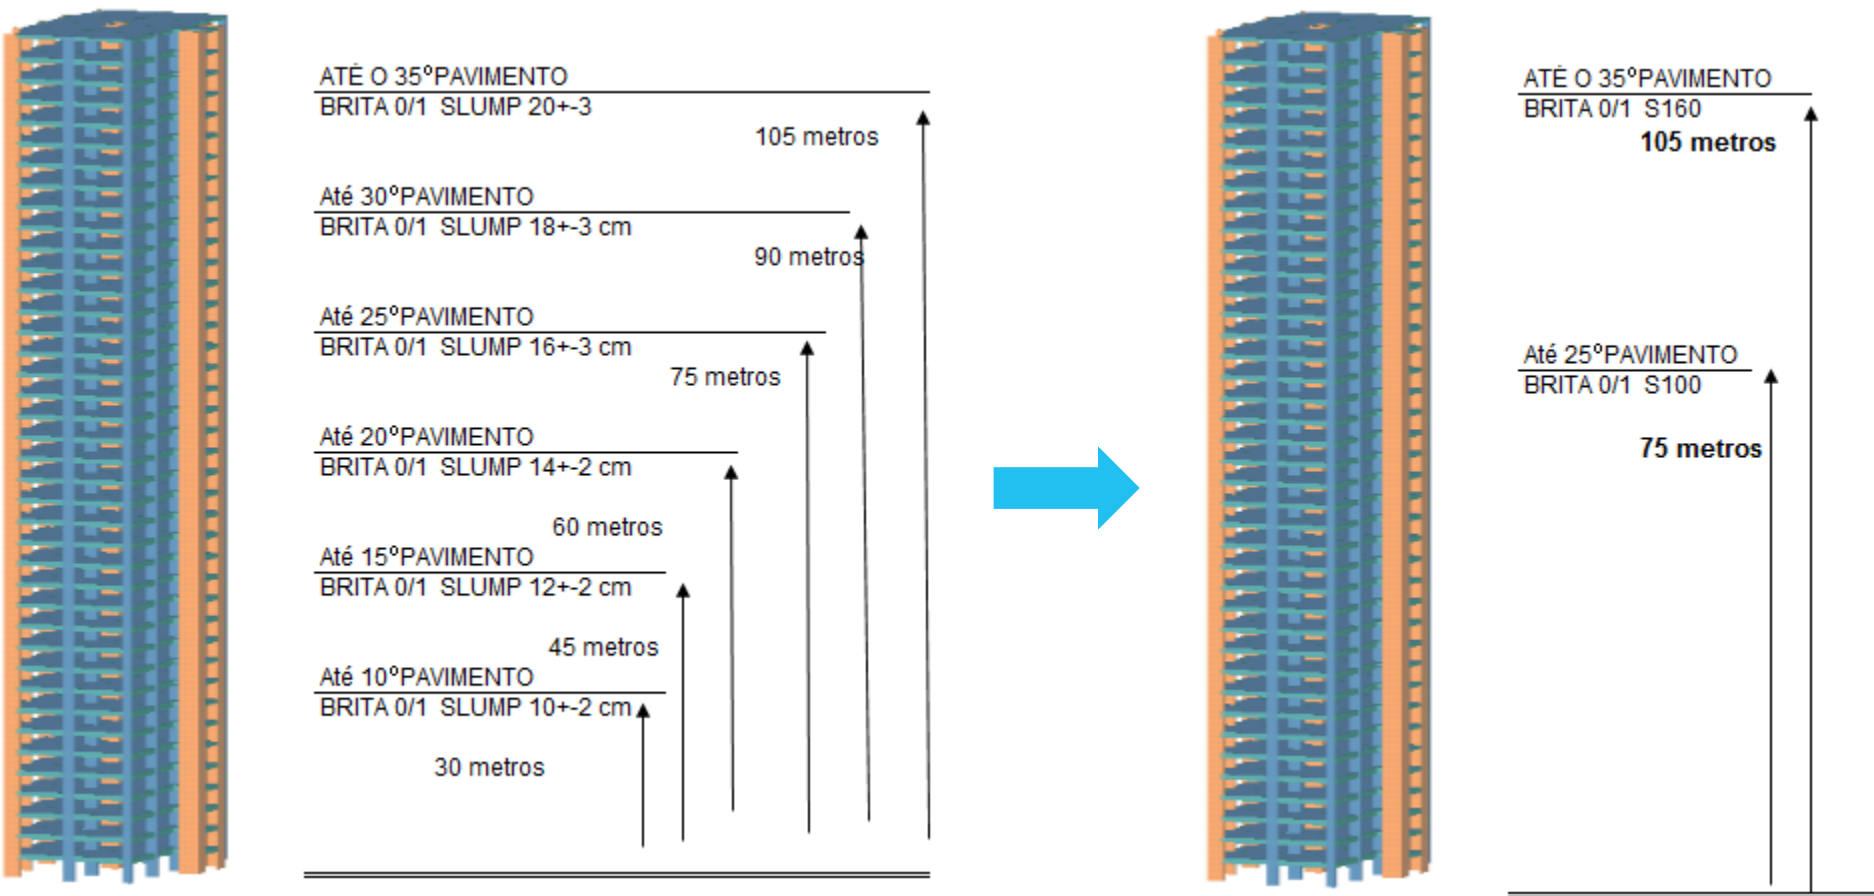 ATÉ O 35ºPAVIMENTO
BRITA 0/1 SLUMP 20+-3
105 metros
Até 30ºPAVIMENTO
BRITA 0/1 SLUMP 18+-3 cm
90 metros
Até 25ºPAVIMENTO
BRITA 0/1 SLUMP 16+-3 cm
75 metros
Até 20ºPAVIMENTO
BRITA 0/1 SLUMP 14+-2 cm
60 metros
Até 15ºPAVIMENTO
BRITA 0/1 SLUMP 12+-2 cm
45 metros
Até 10ºPAVIMENTO
BRITA 0/1 SLUMP 10+-2 cm
30 metros
ATÉ O 35ºPAVIMENTO
BRITA 0/1 S160
105 metros
Até 25ºPAVIMENTO
BRITA 0/1 S100
75 metros